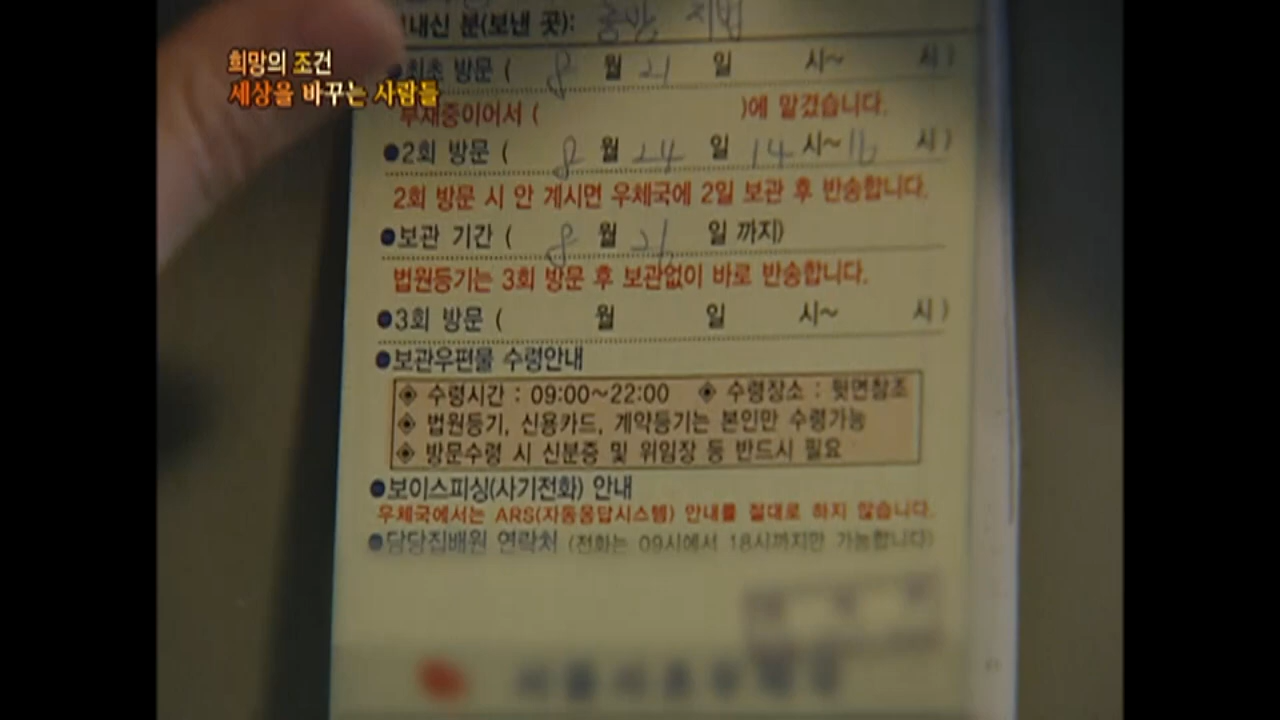 희망의 조건
세상을 바꾸는 사람들
내신 분(보낸 곳): 중앙 지법
●최초 방문 ( 8 월 21 일 시~ 시)
부재중이어서 ( )에 맡겼습니다.
●2회 방문 ( 8 월 24 일 14 시~16 시)
2회 방문 시 안 계시면 우체국에 2일 보관 후 반송합니다.
●보관 기간 ( 8 월 26 일 까지)
법원등기는 3회 방문 후 보관없이 바로 반송합니다.
●3회 방문 ( 월 일 시~ 시)
●보관우편물 수령안내
◈ 수령시간 : 09:00~22:00 ◈ 수령장소 : 뒷면참조
◈ 법원등기, 신용카드, 계약등기는 본인만 수령가능
◈ 방문수령 시 신분증 및 위임장 등 반드시 필요
●보이스피싱(사기전화) 안내
우체국에서는 ARS(자동응답시스템) 안내를 절대로 하지 않습니다.
●담당집배원 연락처 (전화는 09시에서 18시까지만 가능합니다)